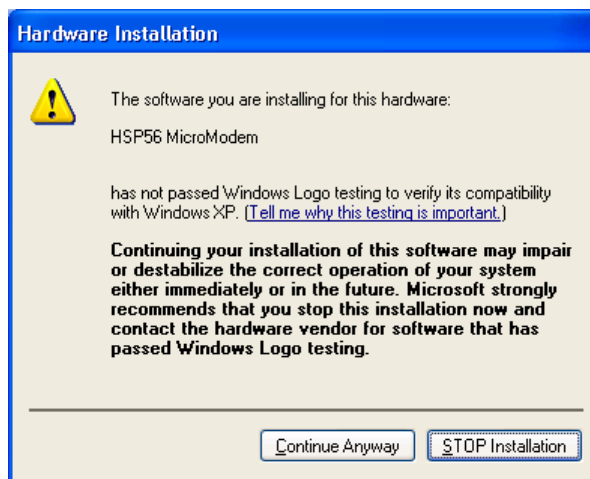 Hardware Installation
The software you are installing for this hardware:
HSP56 MicroModem
has not passed Windows Logo testing to verify its compatibility
with Windows XP. (Tell me why this testing is important.)
Continuing your installation of this software may impair
or destabilize the correct operation of your system
either immediately or in the future. Microsoft strongly
recommends that you stop this installation now and
contact the hardware vendor for software that has
passed Windows Logo testing.
Continue Anyway STOP Installation